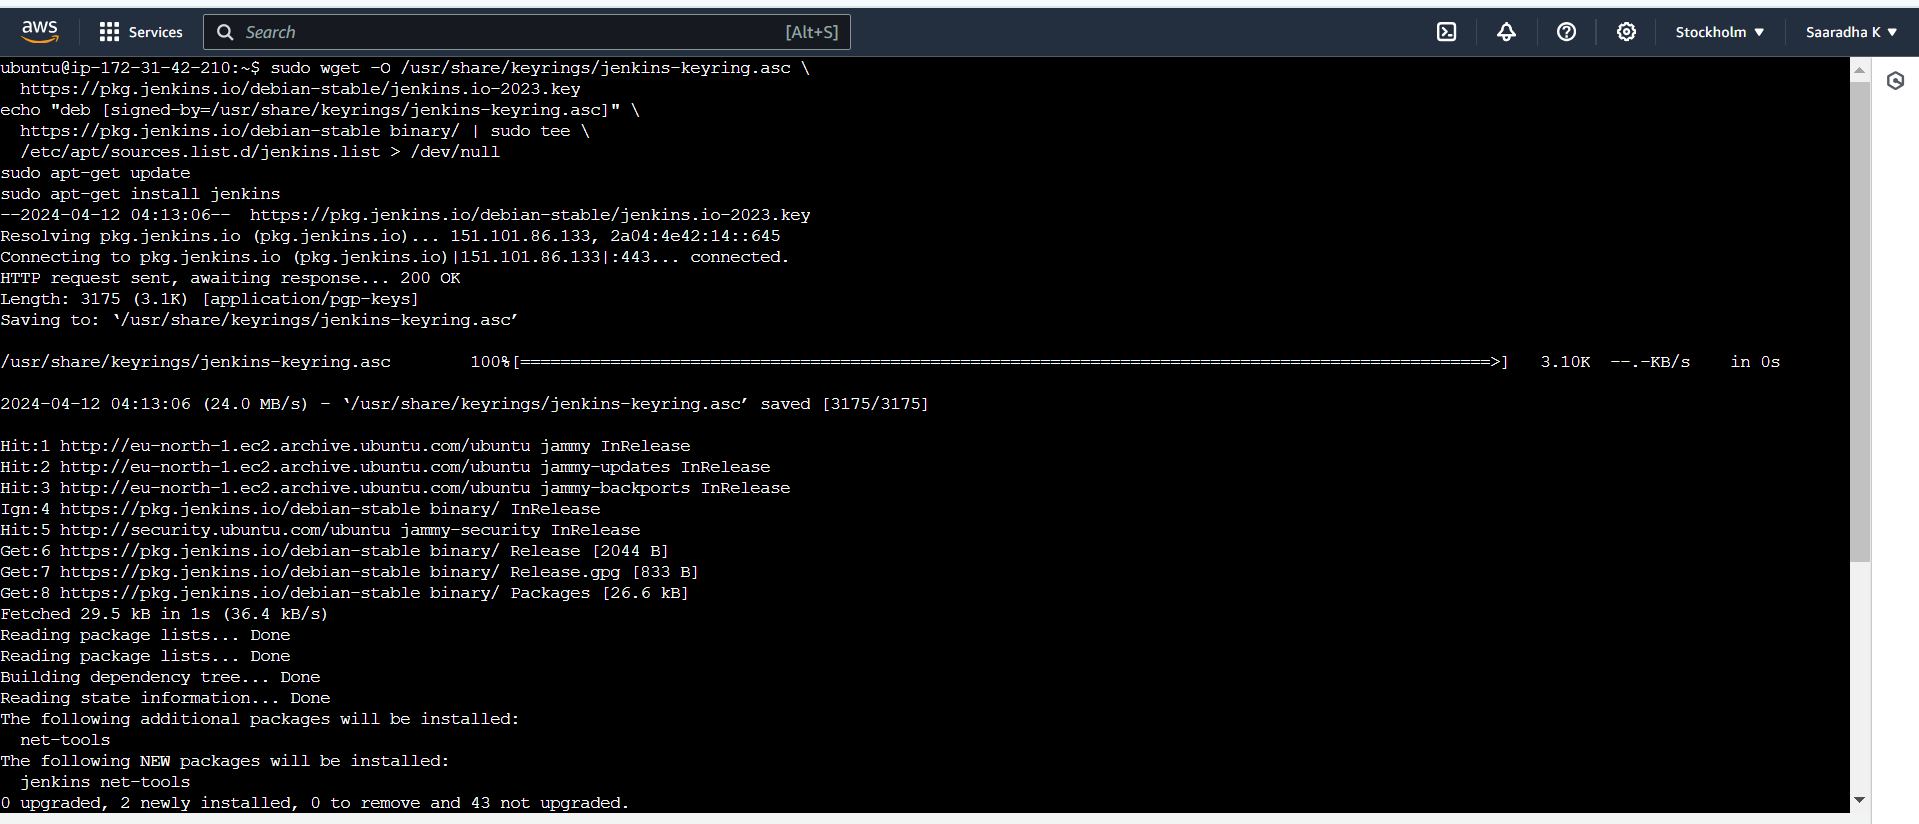 aws Services Search [Alt+S] Stockholm ▼ Saaradha K ▼
ubuntu@ip-172-31-42-210:~$ sudo wget -O /usr/share/keyrings/jenkins-keyring.asc \
  https://pkg.jenkins.io/debian-stable/jenkins.io-2023.key
echo "deb [signed-by=/usr/share/keyrings/jenkins-keyring.asc]" \
  https://pkg.jenkins.io/debian-stable binary/ | sudo tee \
  /etc/apt/sources.list.d/jenkins.list > /dev/null
sudo apt-get update
sudo apt-get install jenkins
--2024-04-12 04:13:06--  https://pkg.jenkins.io/debian-stable/jenkins.io-2023.key
Resolving pkg.jenkins.io (pkg.jenkins.io)... 151.101.86.133, 2a04:4e42:14::645
Connecting to pkg.jenkins.io (pkg.jenkins.io)|151.101.86.133|:443... connected.
HTTP request sent, awaiting response... 200 OK
Length: 3175 (3.1K) [application/pgp-keys]
Saving to: ‘/usr/share/keyrings/jenkins-keyring.asc’
/usr/share/keyrings/jenkins-keyring.asc        100%[=================================================================================================>]   3.10K  --.-KB/s    in 0s
2024-04-12 04:13:06 (24.0 MB/s) - ‘/usr/share/keyrings/jenkins-keyring.asc’ saved [3175/3175]
Hit:1 http://eu-north-1.ec2.archive.ubuntu.com/ubuntu jammy InRelease
Hit:2 http://eu-north-1.ec2.archive.ubuntu.com/ubuntu jammy-updates InRelease
Hit:3 http://eu-north-1.ec2.archive.ubuntu.com/ubuntu jammy-backports InRelease
Ign:4 https://pkg.jenkins.io/debian-stable binary/ InRelease
Hit:5 http://security.ubuntu.com/ubuntu jammy-security InRelease
Get:6 https://pkg.jenkins.io/debian-stable binary/ Release [2044 B]
Get:7 https://pkg.jenkins.io/debian-stable binary/ Release.gpg [833 B]
Get:8 https://pkg.jenkins.io/debian-stable binary/ Packages [26.6 kB]
Fetched 29.5 kB in 1s (36.4 kB/s)
Reading package lists... Done
Reading package lists... Done
Building dependency tree... Done
Reading state information... Done
The following additional packages will be installed:
  net-tools
The following NEW packages will be installed:
  jenkins net-tools
0 upgraded, 2 newly installed, 0 to remove and 43 not upgraded.